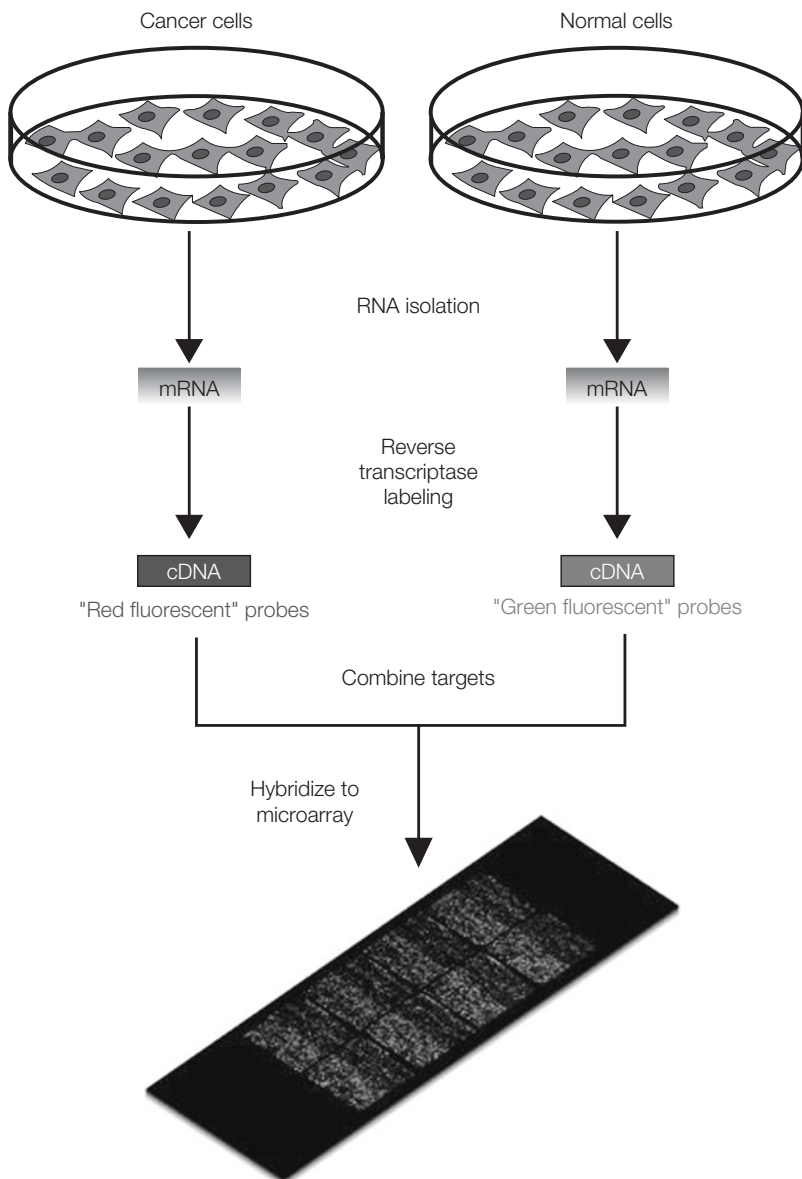 Cancer cells
Normal cells
RNA isolation
mRNA
mRNA
Reverse
transcriptase
labeling
cDNA
cDNA
"Red fluorescent" probes
"Green fluorescent" probes
Combine targets
Hybridize to
microarray